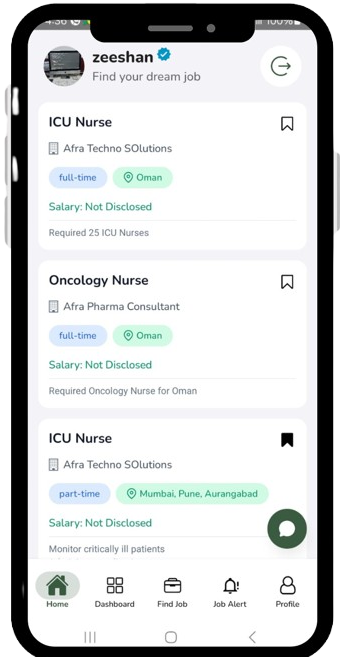 zeeshan
Find your dream job
ICU Nurse
Afra Techno SOlutions
full-time
Oman
Salary: Not Disclosed
Required 25 ICU Nurses
Oncology Nurse
Afra Pharma Consultant
full-time
Oman
Salary: Not Disclosed
Required Oncology Nurse for Oman
ICU Nurse
Afra Techno SOlutions
part-time
Mumbai, Pune, Aurangabad
Salary: Not Disclosed
Monitor critically ill patients
Home
Dashboard
Find Job
Job Alert
Profile